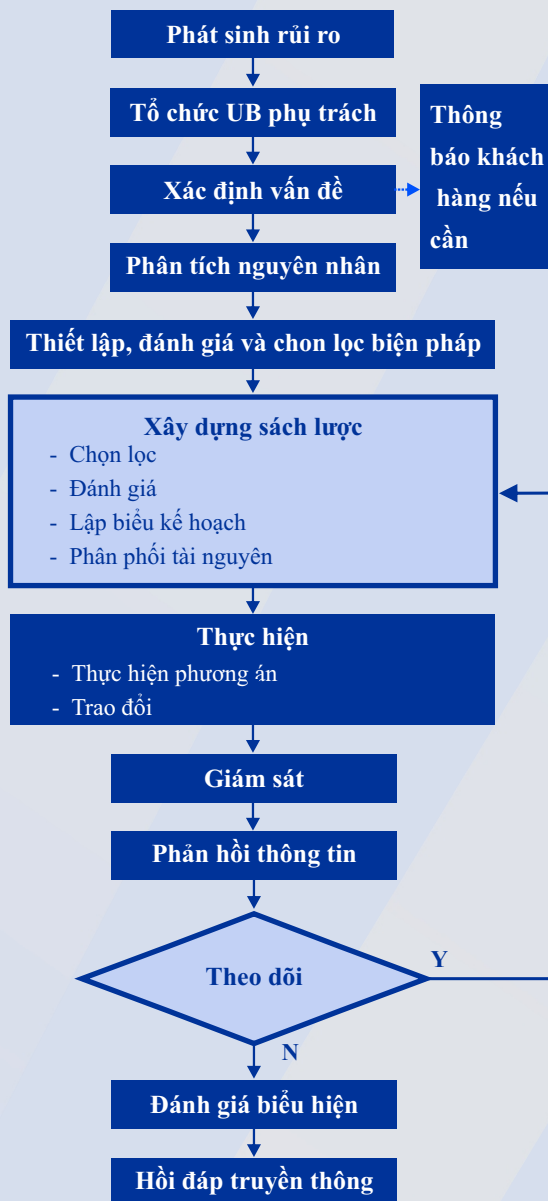 Phát sinh rủi ro
Tổ chức UB phụ trách
Thông
báo khách
hàng nếu
cần
Xác định vấn đề
Phân tích nguyên nhân
Thiết lập, đánh giá và chon lọc biện pháp
Xây dựng sách lược
- Chọn lọc
- Đánh giá
- Lập biểu kế hoạch
- Phân phối tài nguyên
Thực hiện
- Thực hiện phương án
- Trao đổi
Giám sát
Phản hồi thông tin
Theo dõi
Y
N
Đánh giá biểu hiện
Hồi đáp truyền thông